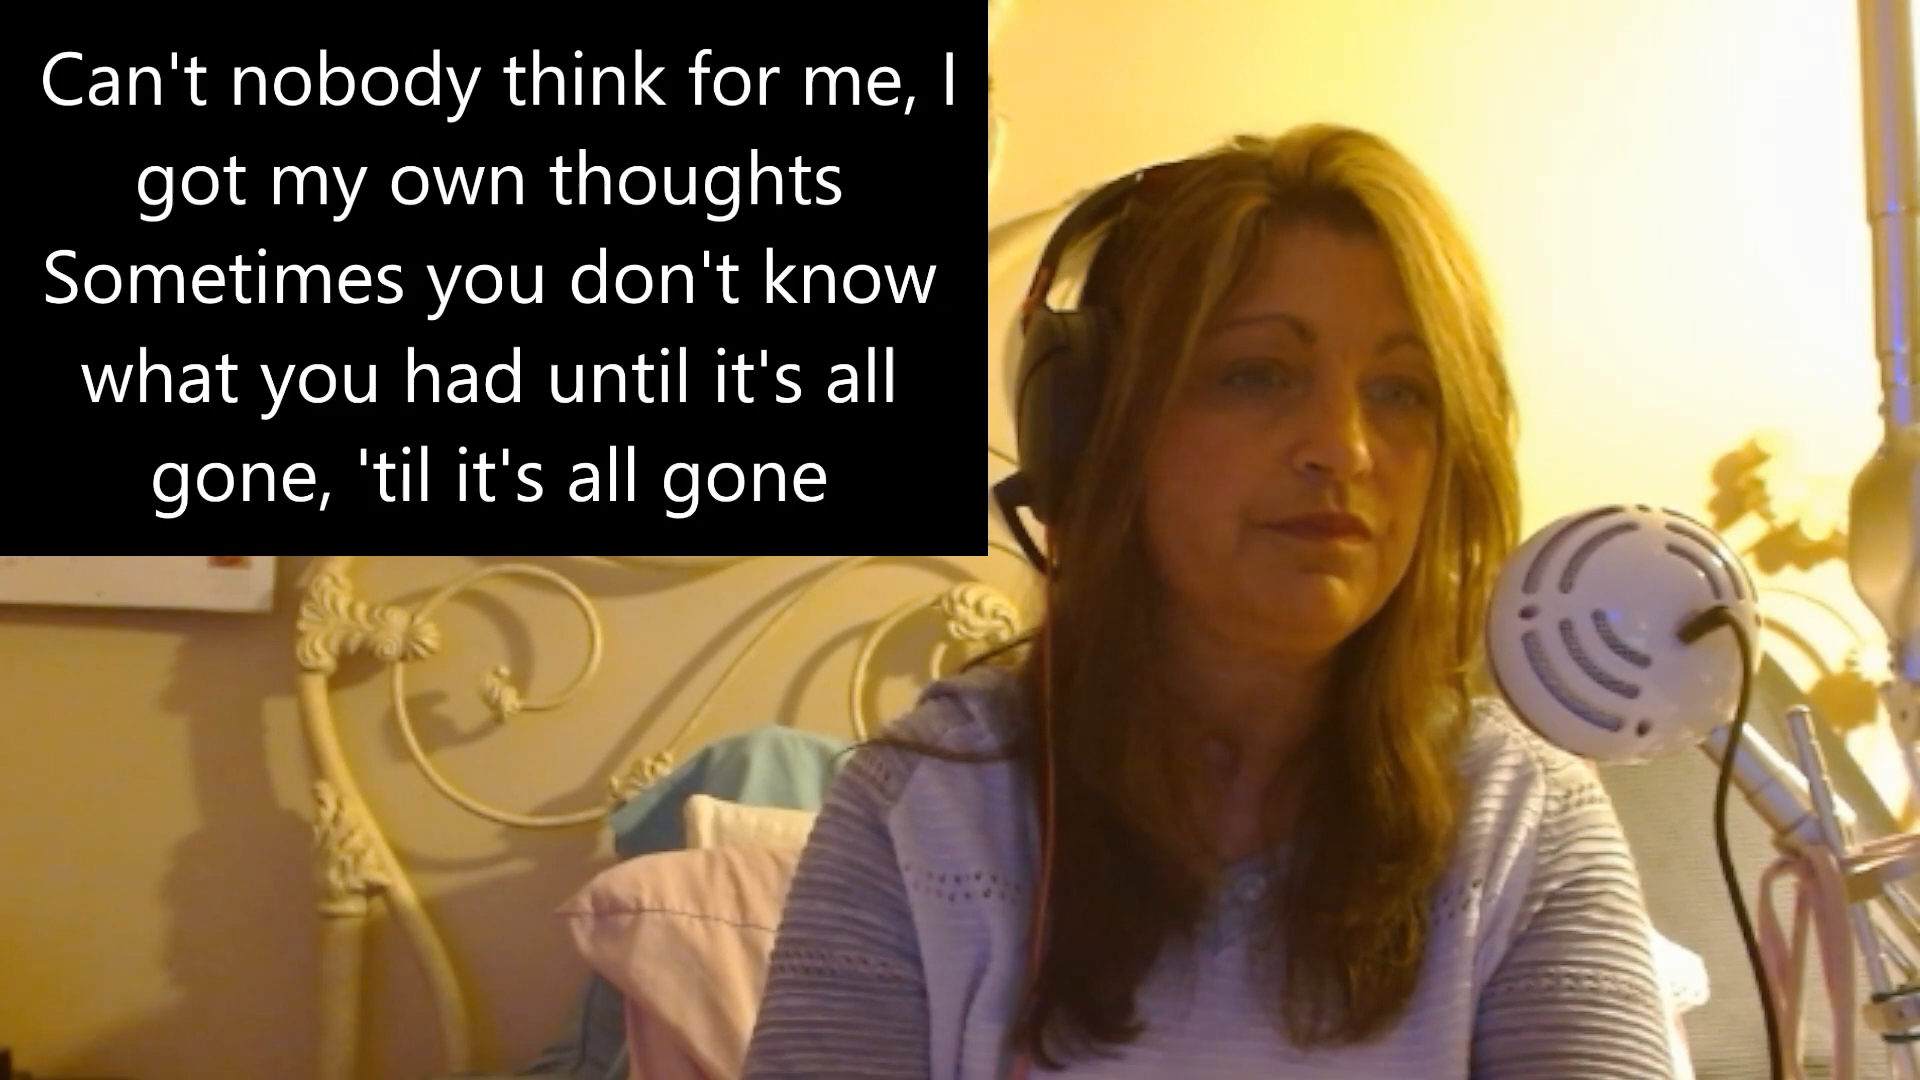 Can't nobody think for me, I
got my own thoughts
Sometimes you don't know
what you had until it's all
gone, 'til it's all gone